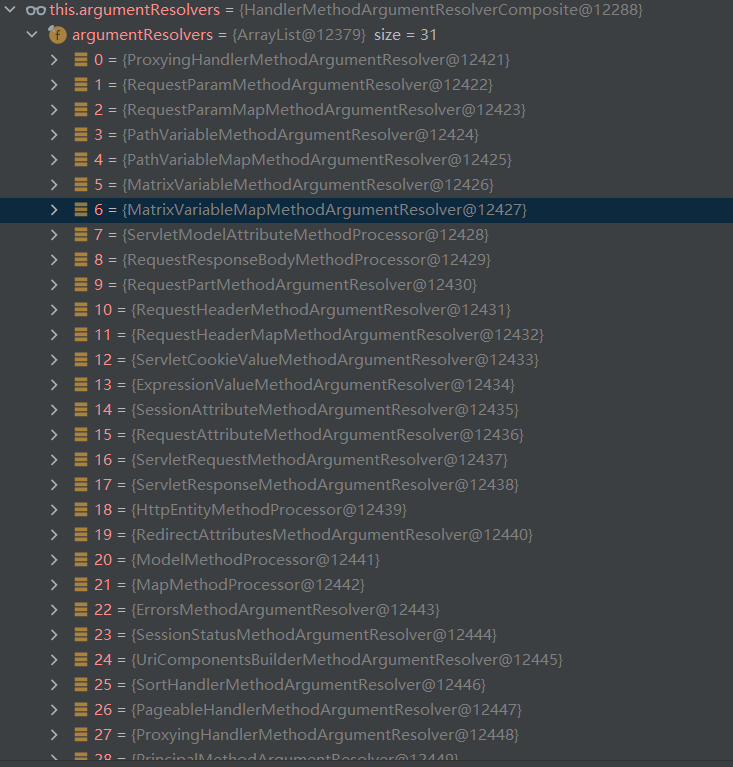 this.argumentResolvers = {HandlerMethodArgumentResolverComposite@12288}
f argumentResolvers = {ArrayList@12379} size = 31
0 = {ProxyingHandlerMethodArgumentResolver@12421}
1 = {RequestParamMethodArgumentResolver@12422}
2 = {RequestParamMapMethodArgumentResolver@12423}
3 = {PathVariableMethodArgumentResolver@12424}
4 = {PathVariableMapMethodArgumentResolver@12425}
5 = {MatrixVariableMethodArgumentResolver@12426}
6 = {MatrixVariableMapMethodArgumentResolver@12427}
7 = {ServletModelAttributeMethodProcessor@12428}
8 = {RequestResponseBodyMethodProcessor@12429}
9 = {RequestPartMethodArgumentResolver@12430}
10 = {RequestHeaderMethodArgumentResolver@12431}
11 = {RequestHeaderMapMethodArgumentResolver@12432}
12 = {ServletCookieValueMethodArgumentResolver@12433}
13 = {ExpressionValueMethodArgumentResolver@12434}
14 = {SessionAttributeMethodArgumentResolver@12435}
15 = {RequestAttributeMethodArgumentResolver@12436}
16 = {ServletRequestMethodArgumentResolver@12437}
17 = {ServletResponseMethodArgumentResolver@12438}
18 = {HttpEntityMethodProcessor@12439}
19 = {RedirectAttributesMethodArgumentResolver@12440}
20 = {ModelMethodProcessor@12441}
21 = {MapMethodProcessor@12442}
22 = {ErrorsMethodArgumentResolver@12443}
23 = {SessionStatusMethodArgumentResolver@12444}
24 = {UriComponentsBuilderMethodArgumentResolver@12445}
25 = {SortHandlerMethodArgumentResolver@12446}
26 = {PageableHandlerMethodArgumentResolver@12447}
27 = {ProxyingHandlerMethodArgumentResolver@12448}
28 = {PrincipalMethodArgumentResolver@12449}